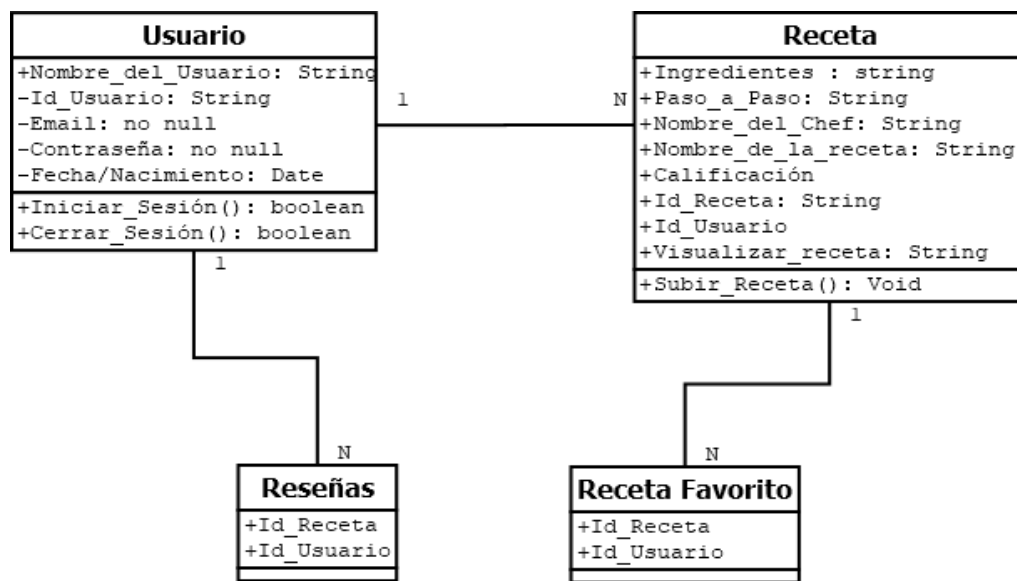 Usuario
+Nombre_del_Usuario: String
-Id_Usuario: String
-Email: no null
-Contraseña: no null
-Fecha/Nacimiento: Date
+Iniciar_Sesión(): boolean
+Cerrar_Sesión(): boolean
1
N
Receta
+Ingredientes : string
+Paso_a_Paso: String
+Nombre_del_Chef: String
+Nombre_de_la_receta: String
+Calificación
+Id_Receta: String
+Id_Usuario
+Visualizar_receta: String
+Subir_Receta(): Void
1
1
N
N
Reseñas
+Id_Receta
+Id_Usuario
Receta Favorito
+Id_Receta
+Id_Usuario